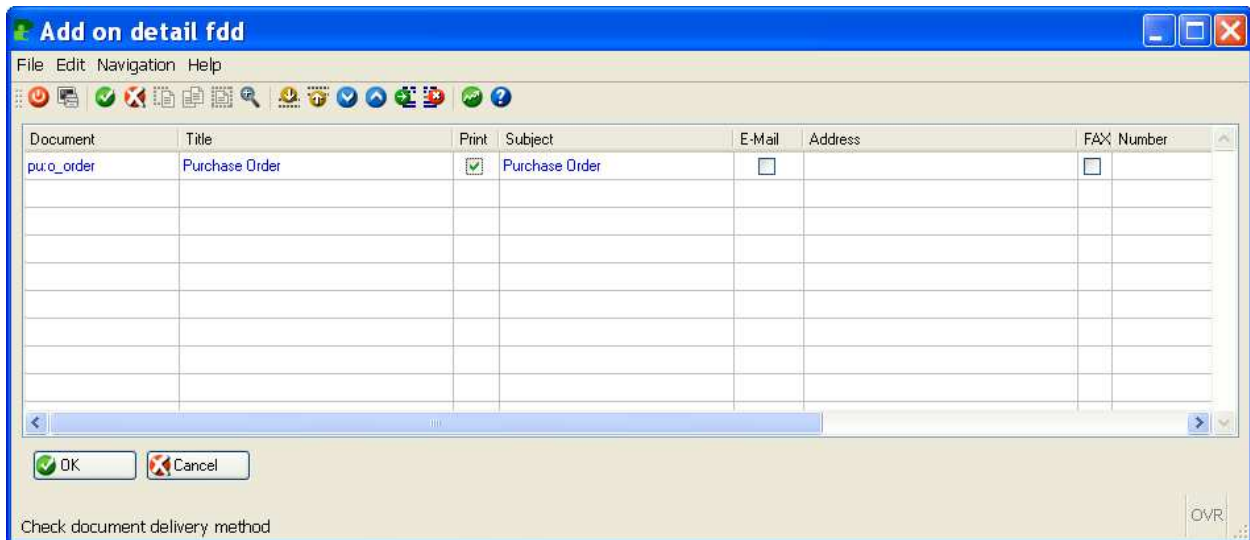 Add on detail fdd
File Edit Navigation Help
Document Title Print Subject E-Mail Address FAX Number
pu:o_order Purchase Order Purchase Order
OK Cancel
Check document delivery method
OVR